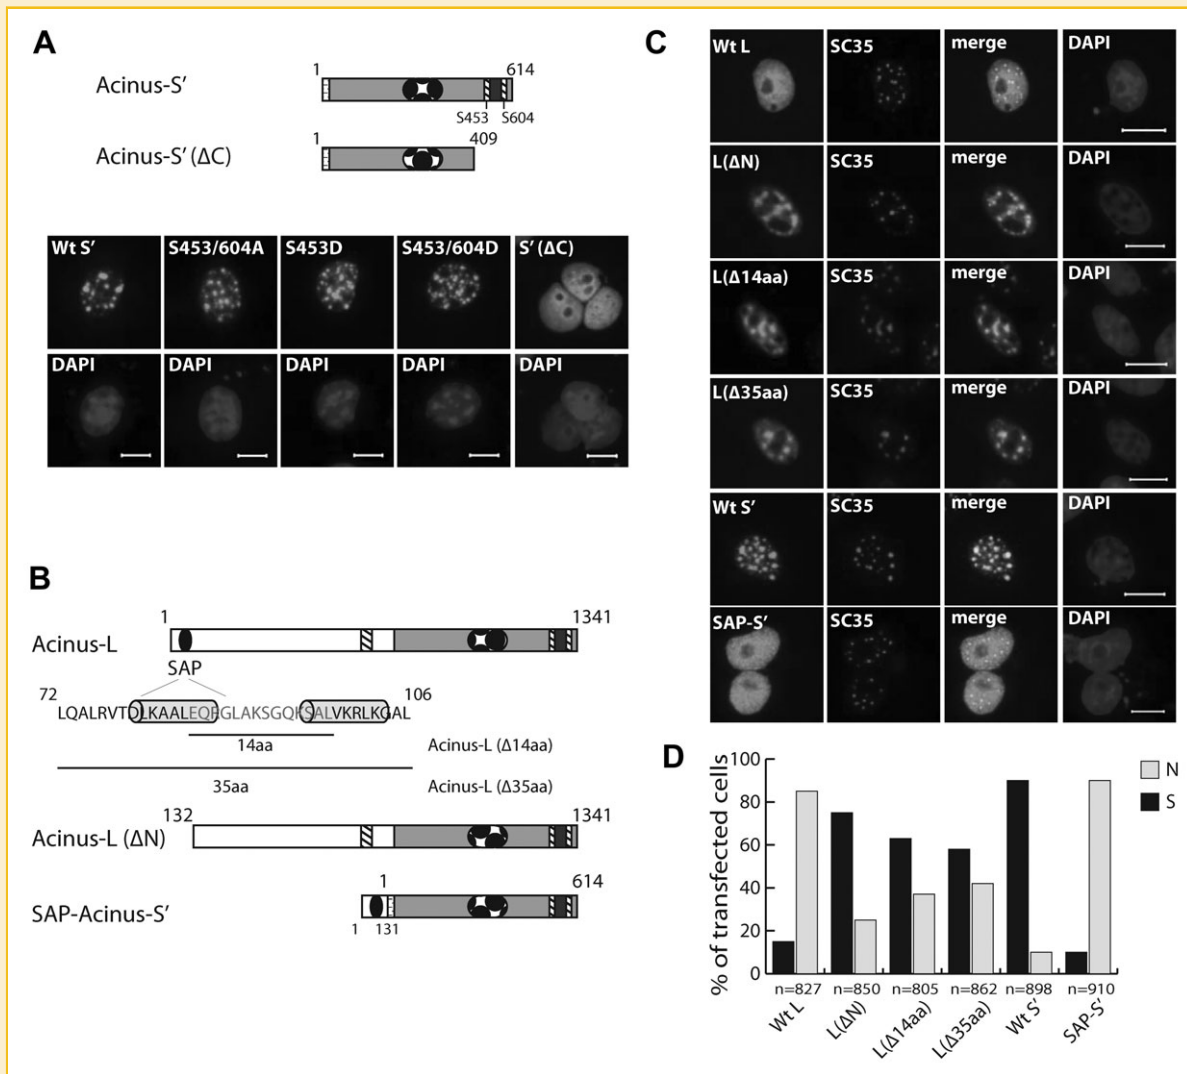 A
Acinus-S′
1
614
S453
S604
Acinus-S′ (ΔC)
1
409
Wt S′
S453/604A
S453D
S453/604D
S′ (ΔC)
DAPI
DAPI
DAPI
DAPI
DAPI
B
Acinus-L
1
1341
SAP
72
106
LQALRVTDLKAALEQRGLAKSGQKSALVKRLKGAL
14aa
Acinus-L (Δ14aa)
35aa
Acinus-L (Δ35aa)
132
1341
Acinus-L (ΔN)
1
614
SAP-Acinus-S′
1
131
C
Wt L
SC35
merge
DAPI
L(ΔN)
SC35
merge
DAPI
L(Δ14aa)
SC35
merge
DAPI
L(Δ35aa)
SC35
merge
DAPI
Wt S′
SC35
merge
DAPI
SAP-S′
SC35
merge
DAPI
D
% of transfected cells
100
80
60
40
20
0
N
S
n=827
n=850
n=805
n=862
n=898
n=910
Wt L
L(ΔN)
L(Δ14aa)
L(Δ35aa)
Wt S′
SAP-S′